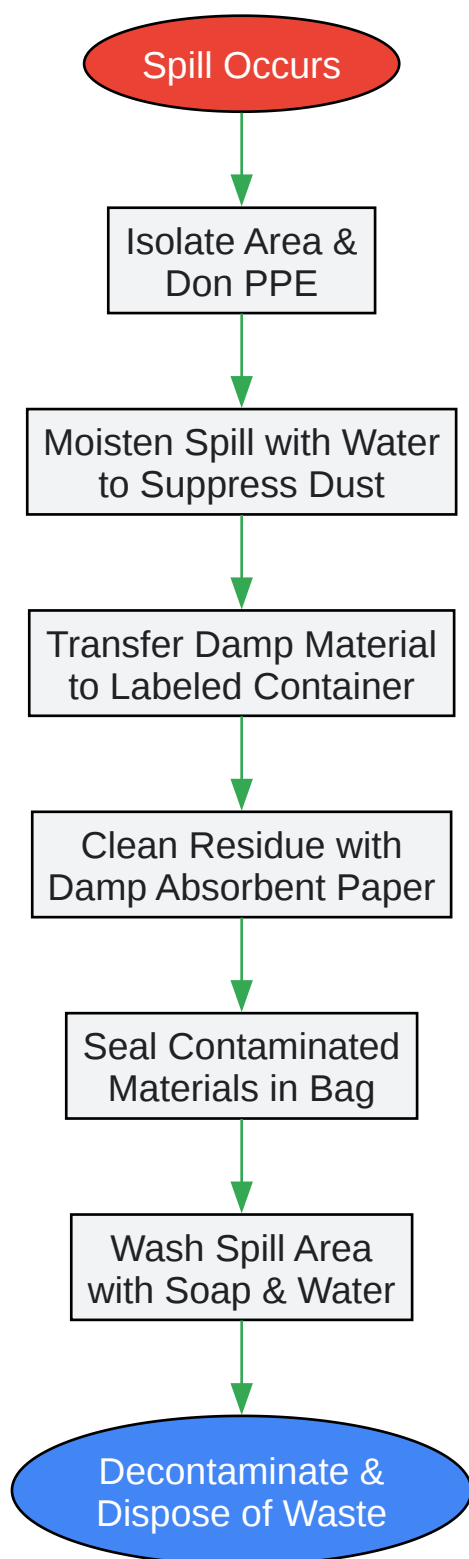 Spill Occurs
Isolate Area &
Don PPE
Moisten Spill with Water
to Suppress Dust
Transfer Damp Material
to Labeled Container
Clean Residue with
Damp Absorbent Paper
Seal Contaminated
Materials in Bag
Wash Spill Area
with Soap & Water
Decontaminate &
Dispose of Waste